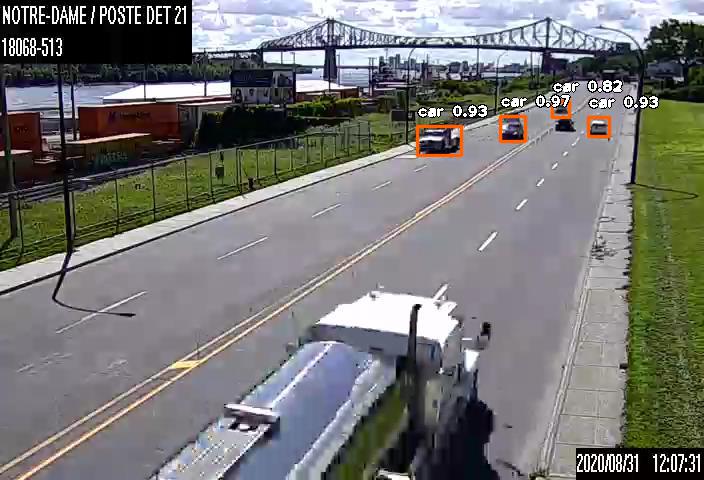 NOTRE-DAME / POSTE DET 21
18068-513
car 0.82
car 0.93
car 0.97
car 0.93
2020/08/31 12:07:31